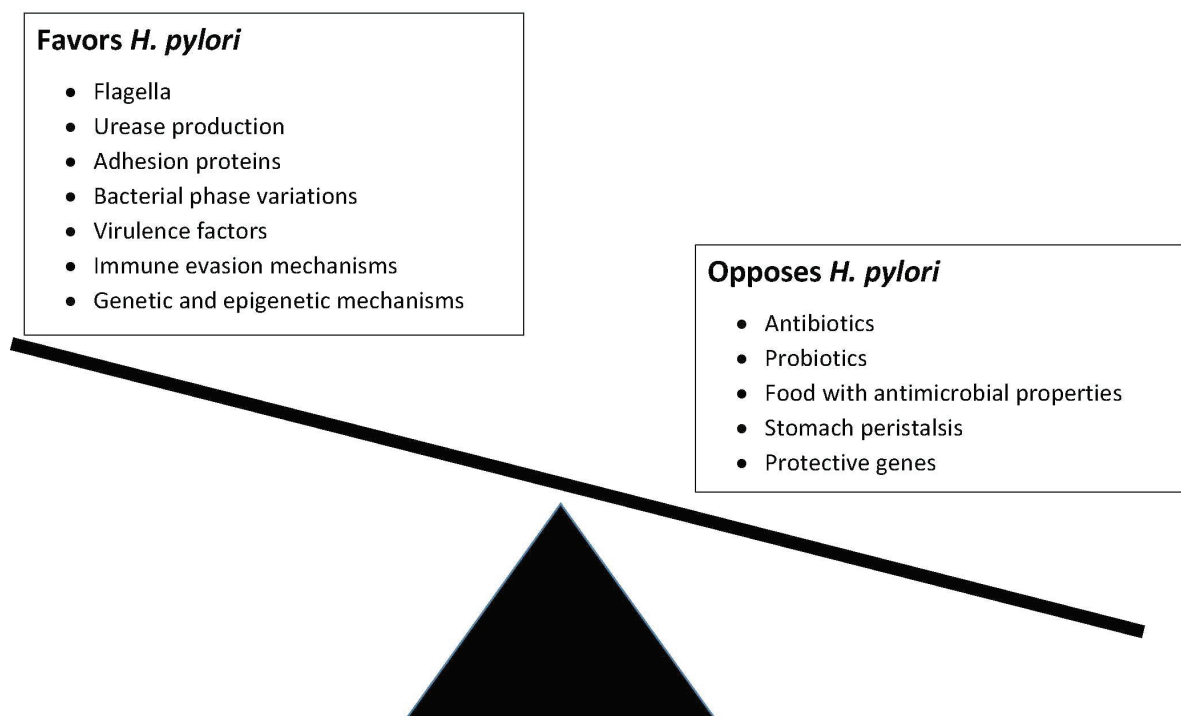 Favors H. pylori
• Flagella
• Urease production
• Adhesion proteins
• Bacterial phase variations
• Virulence factors
• Immune evasion mechanisms
• Genetic and epigenetic mechanisms
Opposes H. pylori
• Antibiotics
• Probiotics
• Food with antimicrobial properties
• Stomach peristalsis
• Protective genes